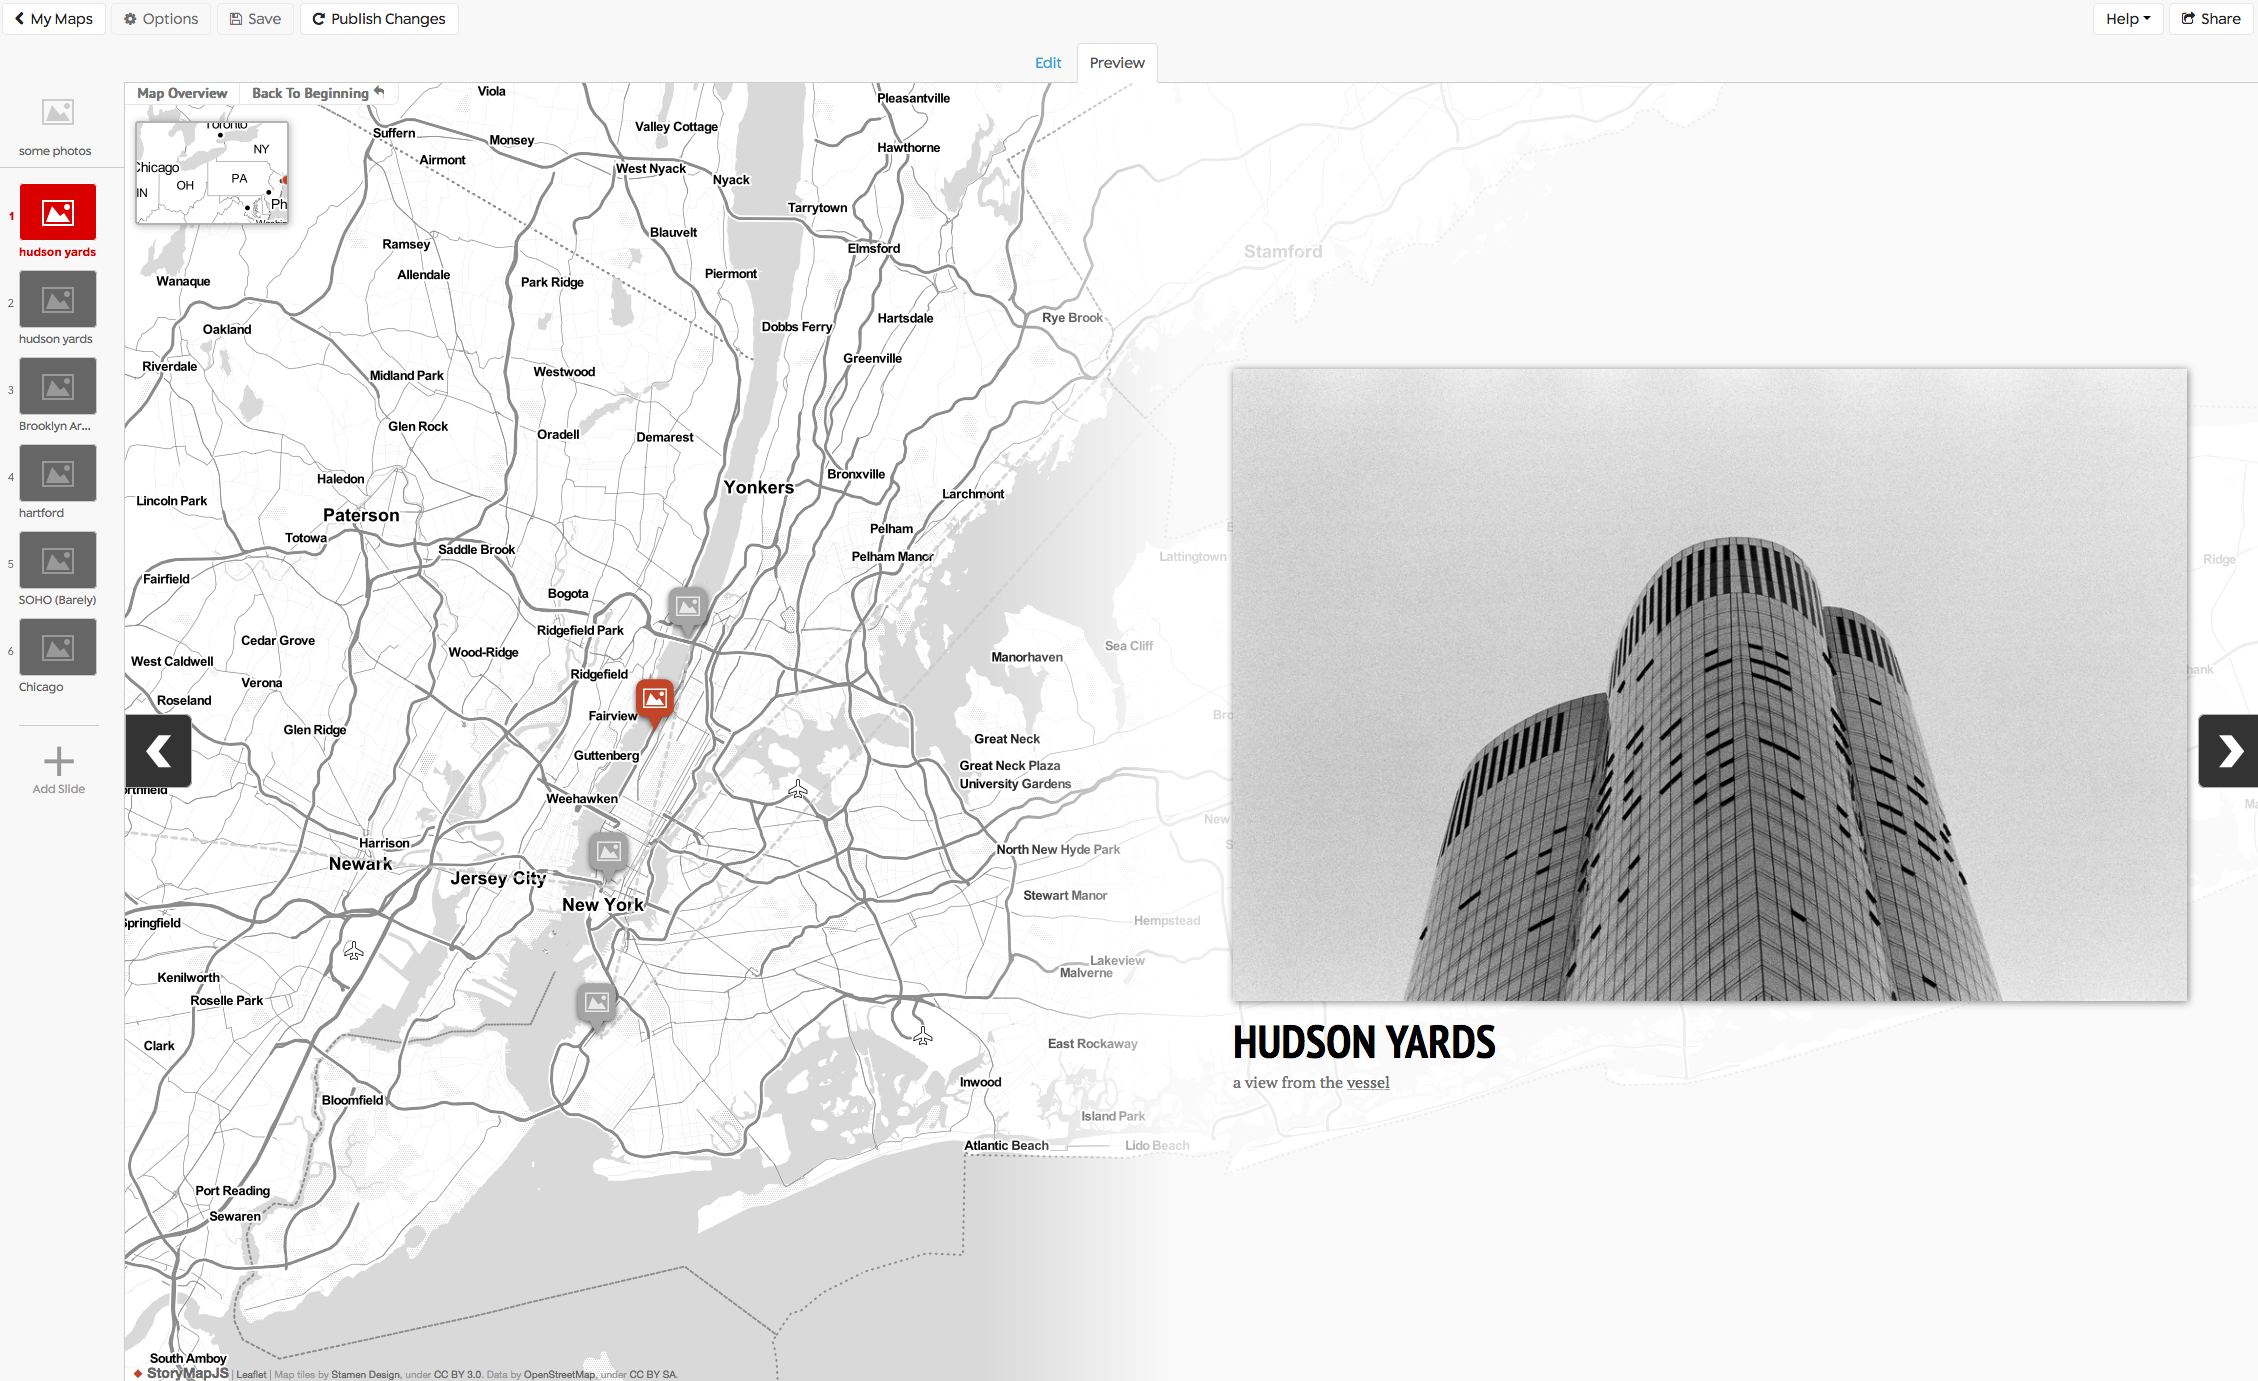 My Maps
Options
Save
Publish Changes
Help
Share
Edit
Preview
some photos
1
hudson yards
2
hudson yards
3
Brooklyn Ar...
4
hartford
5
SOHO (Barely)
6
Chicago
Add Slide
Map Overview
Back To Beginning
Toronto
NY
Chicago
PA
OH
IN
Ph
Viola
Pleasantville
Suffern
Monsey
Valley Cottage
Hawthorne
Airmont
West Nyack
Nyack
Tarrytown
Blauvelt
Ramsey
Elmsford
Stamford
Allendale
Piermont
Wanaque
Park Ridge
Oakland
Dobbs Ferry
Hartsdale
Rye Brook
Greenville
Riverdale
Midland Park
Westwood
Glen Rock
Oradell
Demarest
Haledon
Yonkers
Bronxville
Larchmont
Lincoln Park
Paterson
Totowa
Pelham
Saddle Brook
Pelham Manor
Lattingtown
Ridge
Fairfield
Bogota
Ridgefield Park
Cedar Grove
Wood-Ridge
Sea Cliff
Manorhaven
West Caldwell
Verona
Ridgefield
Roseland
Fairview
Glen Ridge
Guttenberg
Great Neck
Great Neck Plaza
University Gardens
Weehawken
Harrison
Newark
North New Hyde Park
Jersey City
New York
Stewart Manor
Springfield
Hempstead
Lakeview
Malverne
Kenilworth
Roselle Park
Clark
East Rockaway
Inwood
Bloomfield
Island Park
Atlantic Beach
Lido Beach
Port Reading
Sewaren
South Amboy
HUDSON YARDS
a view from the vessel
StoryMapJS | Leaflet | Map tiles by Stamen Design, under CC BY 3.0. Data by OpenStreetMap, under CC BY SA.